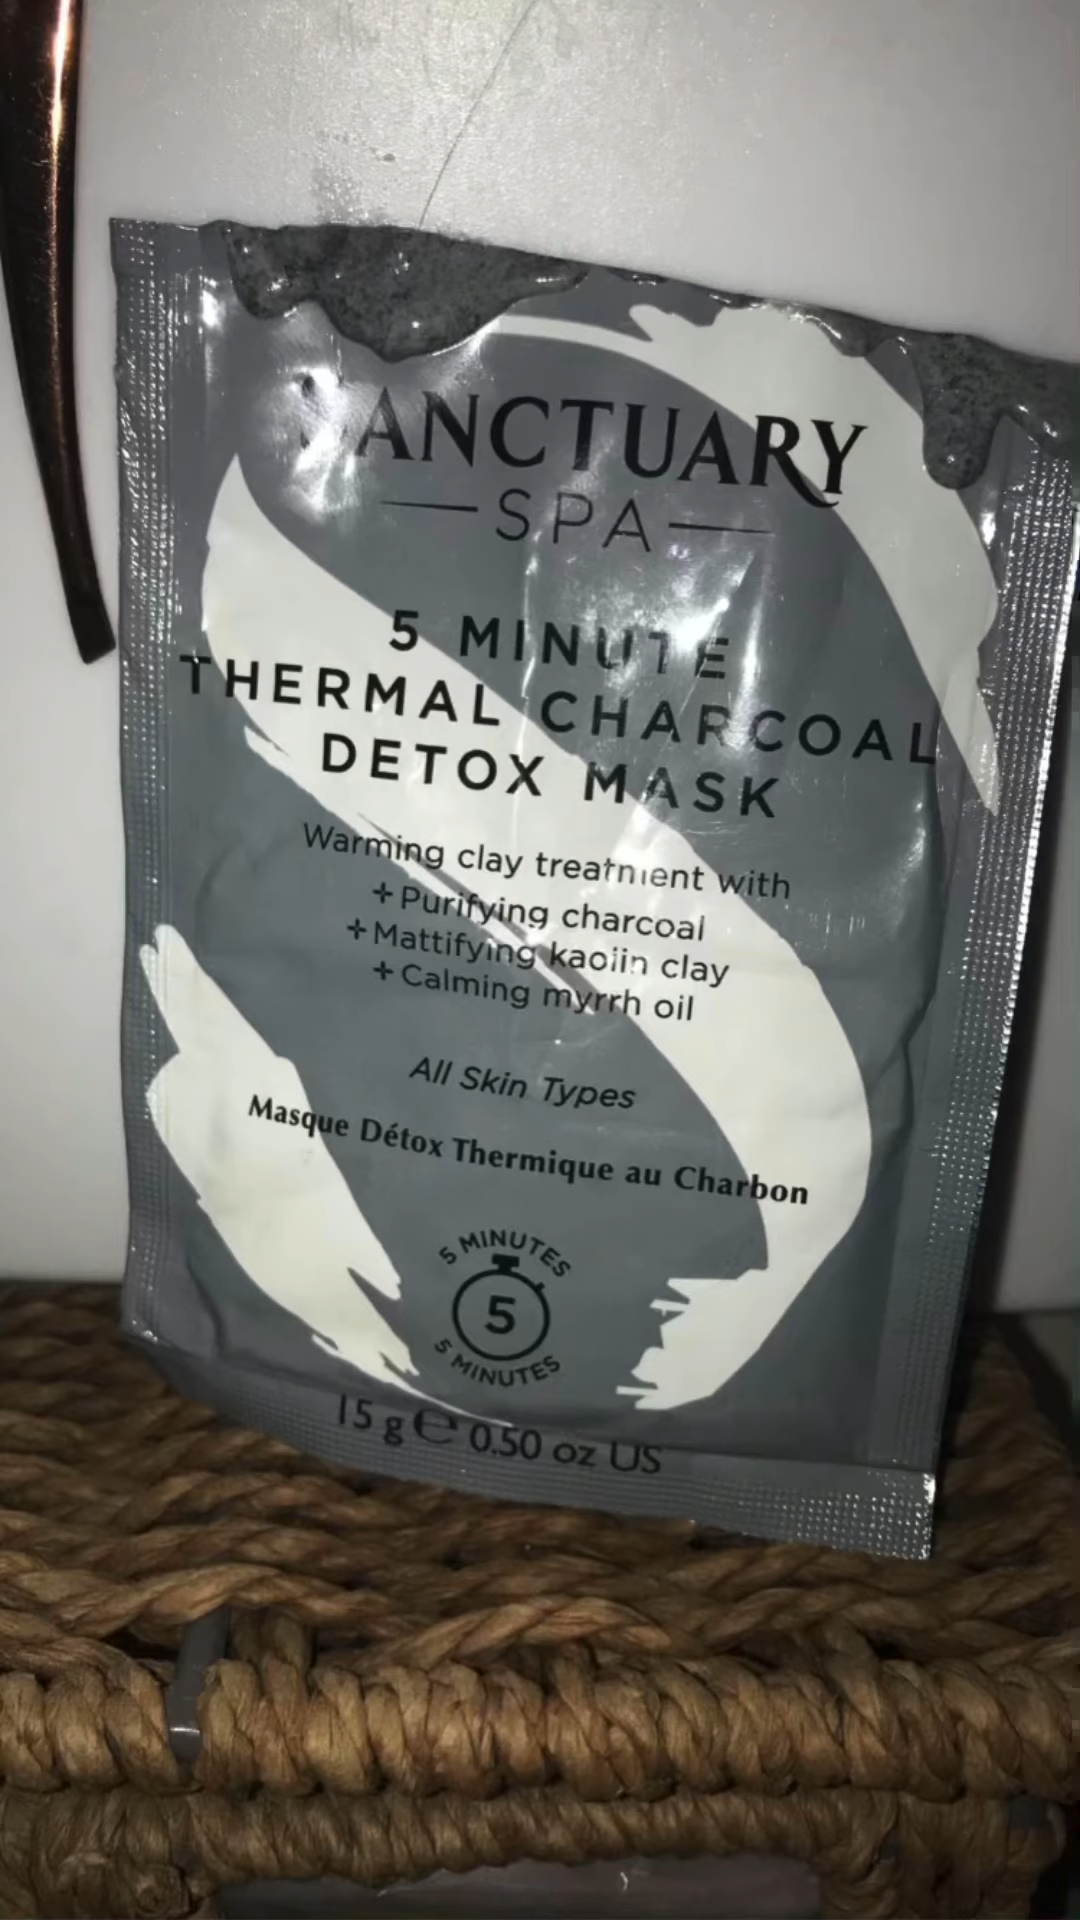 SANCTUARY
SPA
5 MINUTE
THERMAL CHARCOAL
DETOX MASK
Warming clay treatment with
+ Purifying charcoal
+ Mattifying kaolin clay
+ Calming myrrh oil
All Skin Types
Masque Détox Thermique au Charbon
5 MINUTES
5
5 MINUTES
15 g e 0.50 oz US